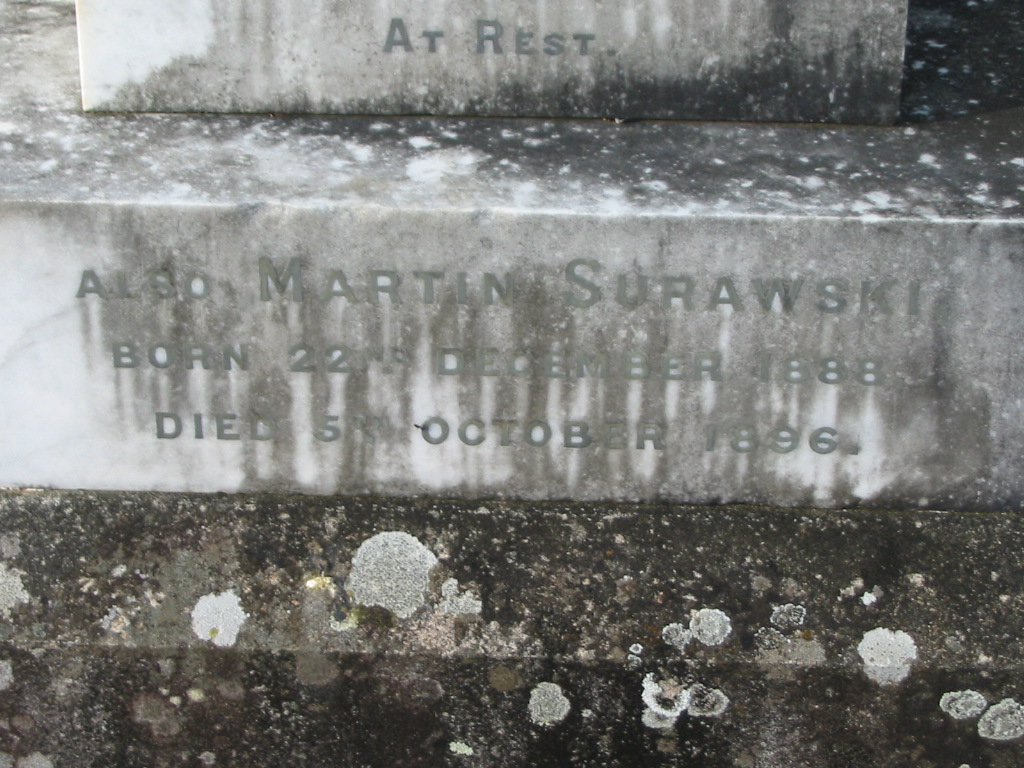 AT REST.
ALSO MARTIN SURAWSKI,
BORN 22ND DECEMBER 1888.
DIED 5TH OCTOBER 1896.